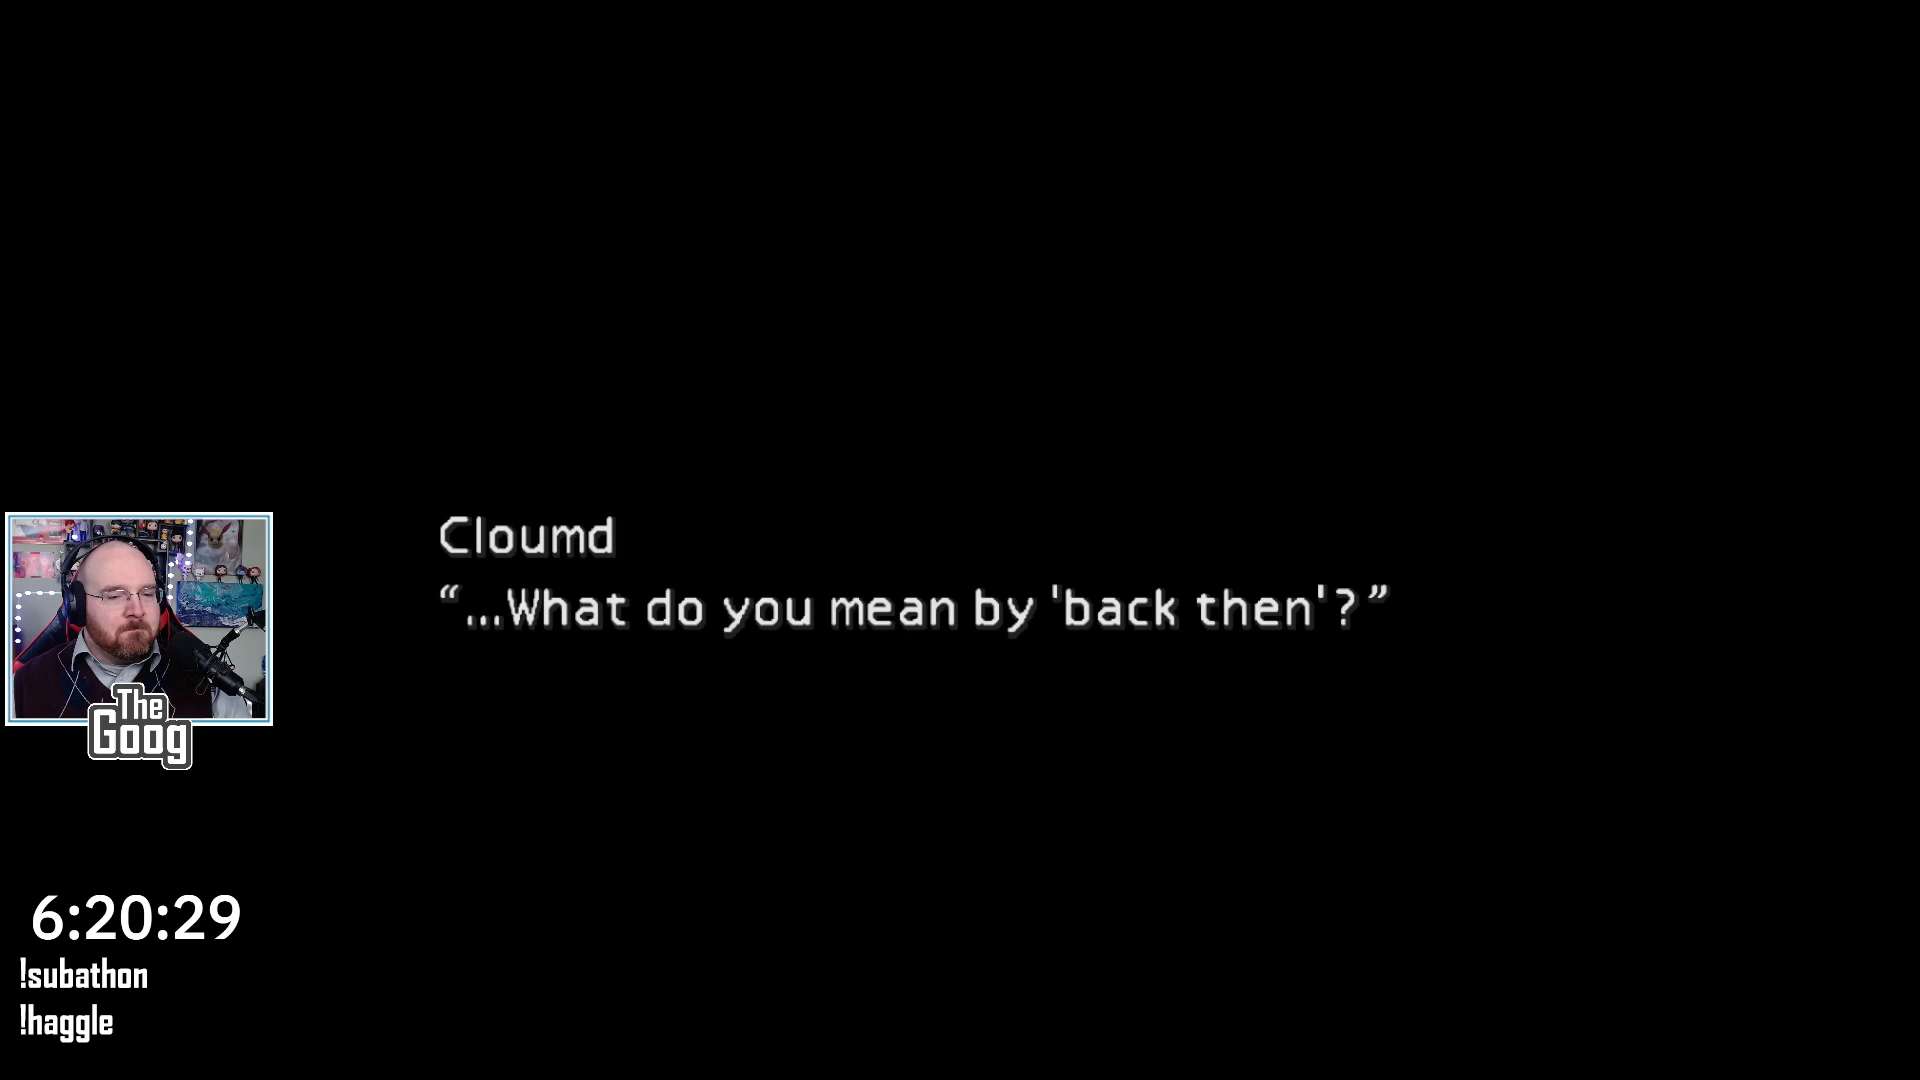 Cloumd
“...What do you mean by 'back then'?”
The
Goog
6:20:29
!subathon
!haggle